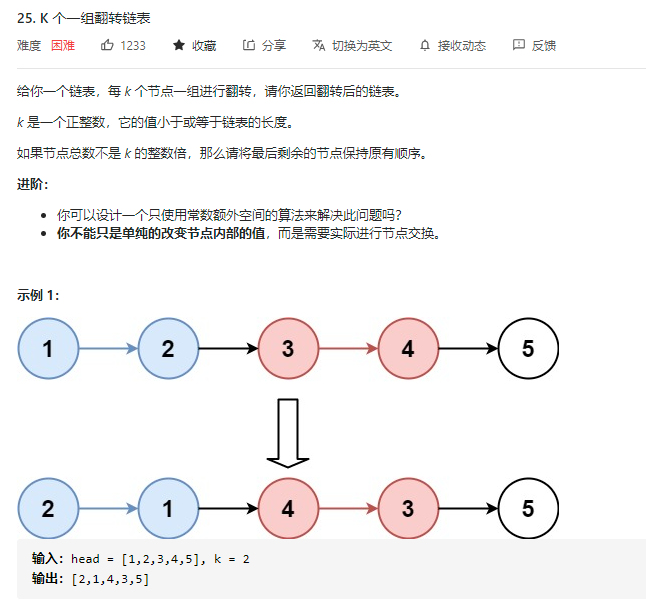 25. K 个一组翻转链表
难度 困难 1233 收藏 分享 切换为英文 接收动态 反馈
给你一个链表，每 k 个节点一组进行翻转，请你返回翻转后的链表。
k 是一个正整数，它的值小于或等于链表的长度。
如果节点总数不是 k 的整数倍，那么请将最后剩余的节点保持原有顺序。
进阶：
你可以设计一个只使用常数额外空间的算法来解决此问题吗？
你不能只是单纯的改变节点内部的值，而是需要实际进行节点交换。
示例 1：
1 2 3 4 5
2 1 4 3 5
输入：head = [1,2,3,4,5], k = 2
输出：[2,1,4,3,5]